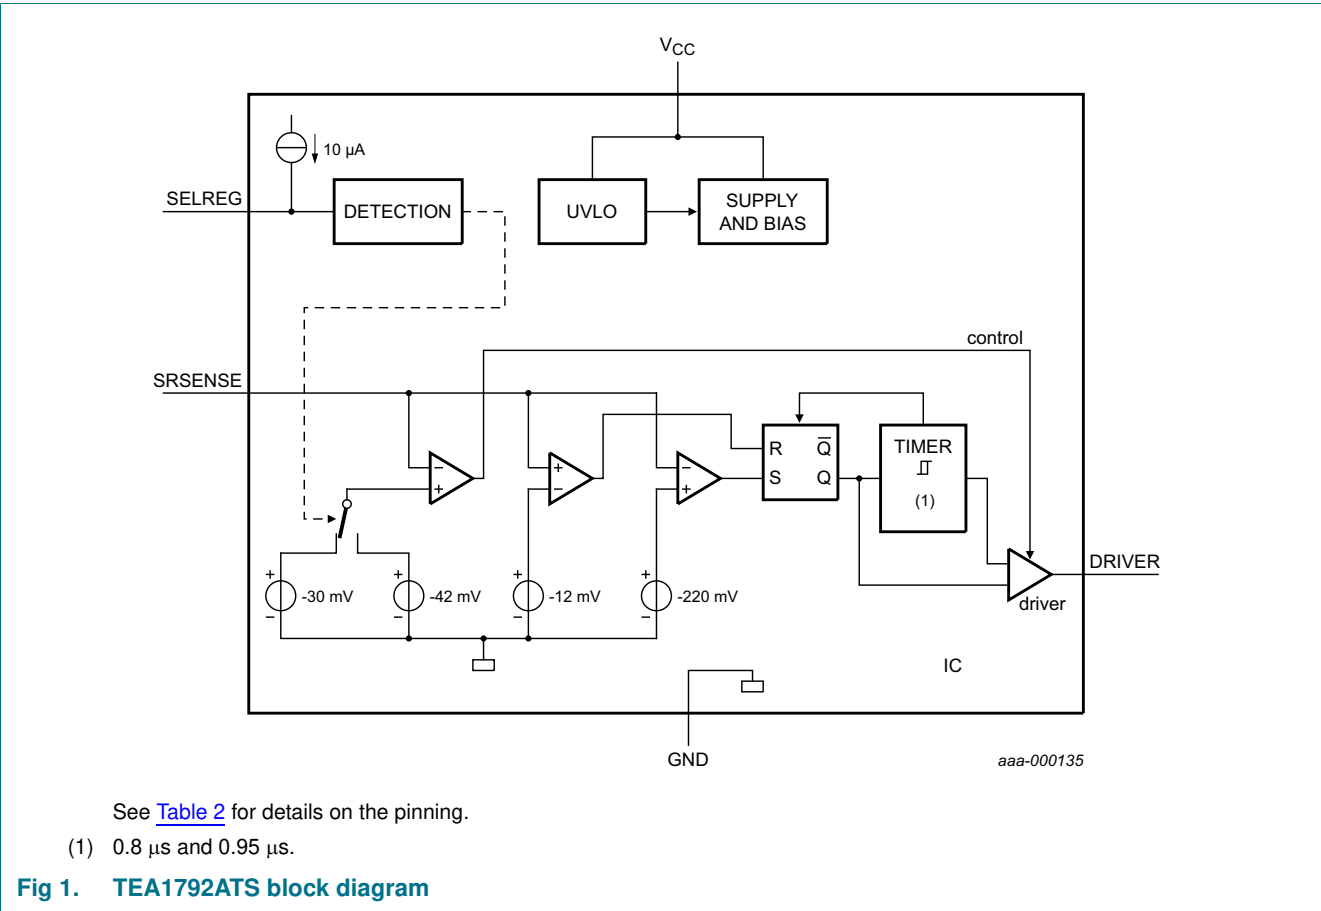 VCC
10 µA
SELREG
DETECTION
UVLO
SUPPLY
AND BIAS
control
SRSENSE
R Q̅
S Q
TIMER
(1)
−
+
+
−
−
+
DRIVER
driver
+
-30 mV
−
+
-42 mV
−
+
-12 mV
−
+
-220 mV
−
IC
GND
aaa-000135
See Table 2 for details on the pinning.
(1) 0.8 μs and 0.95 μs.
Fig 1. TEA1792ATS block diagram